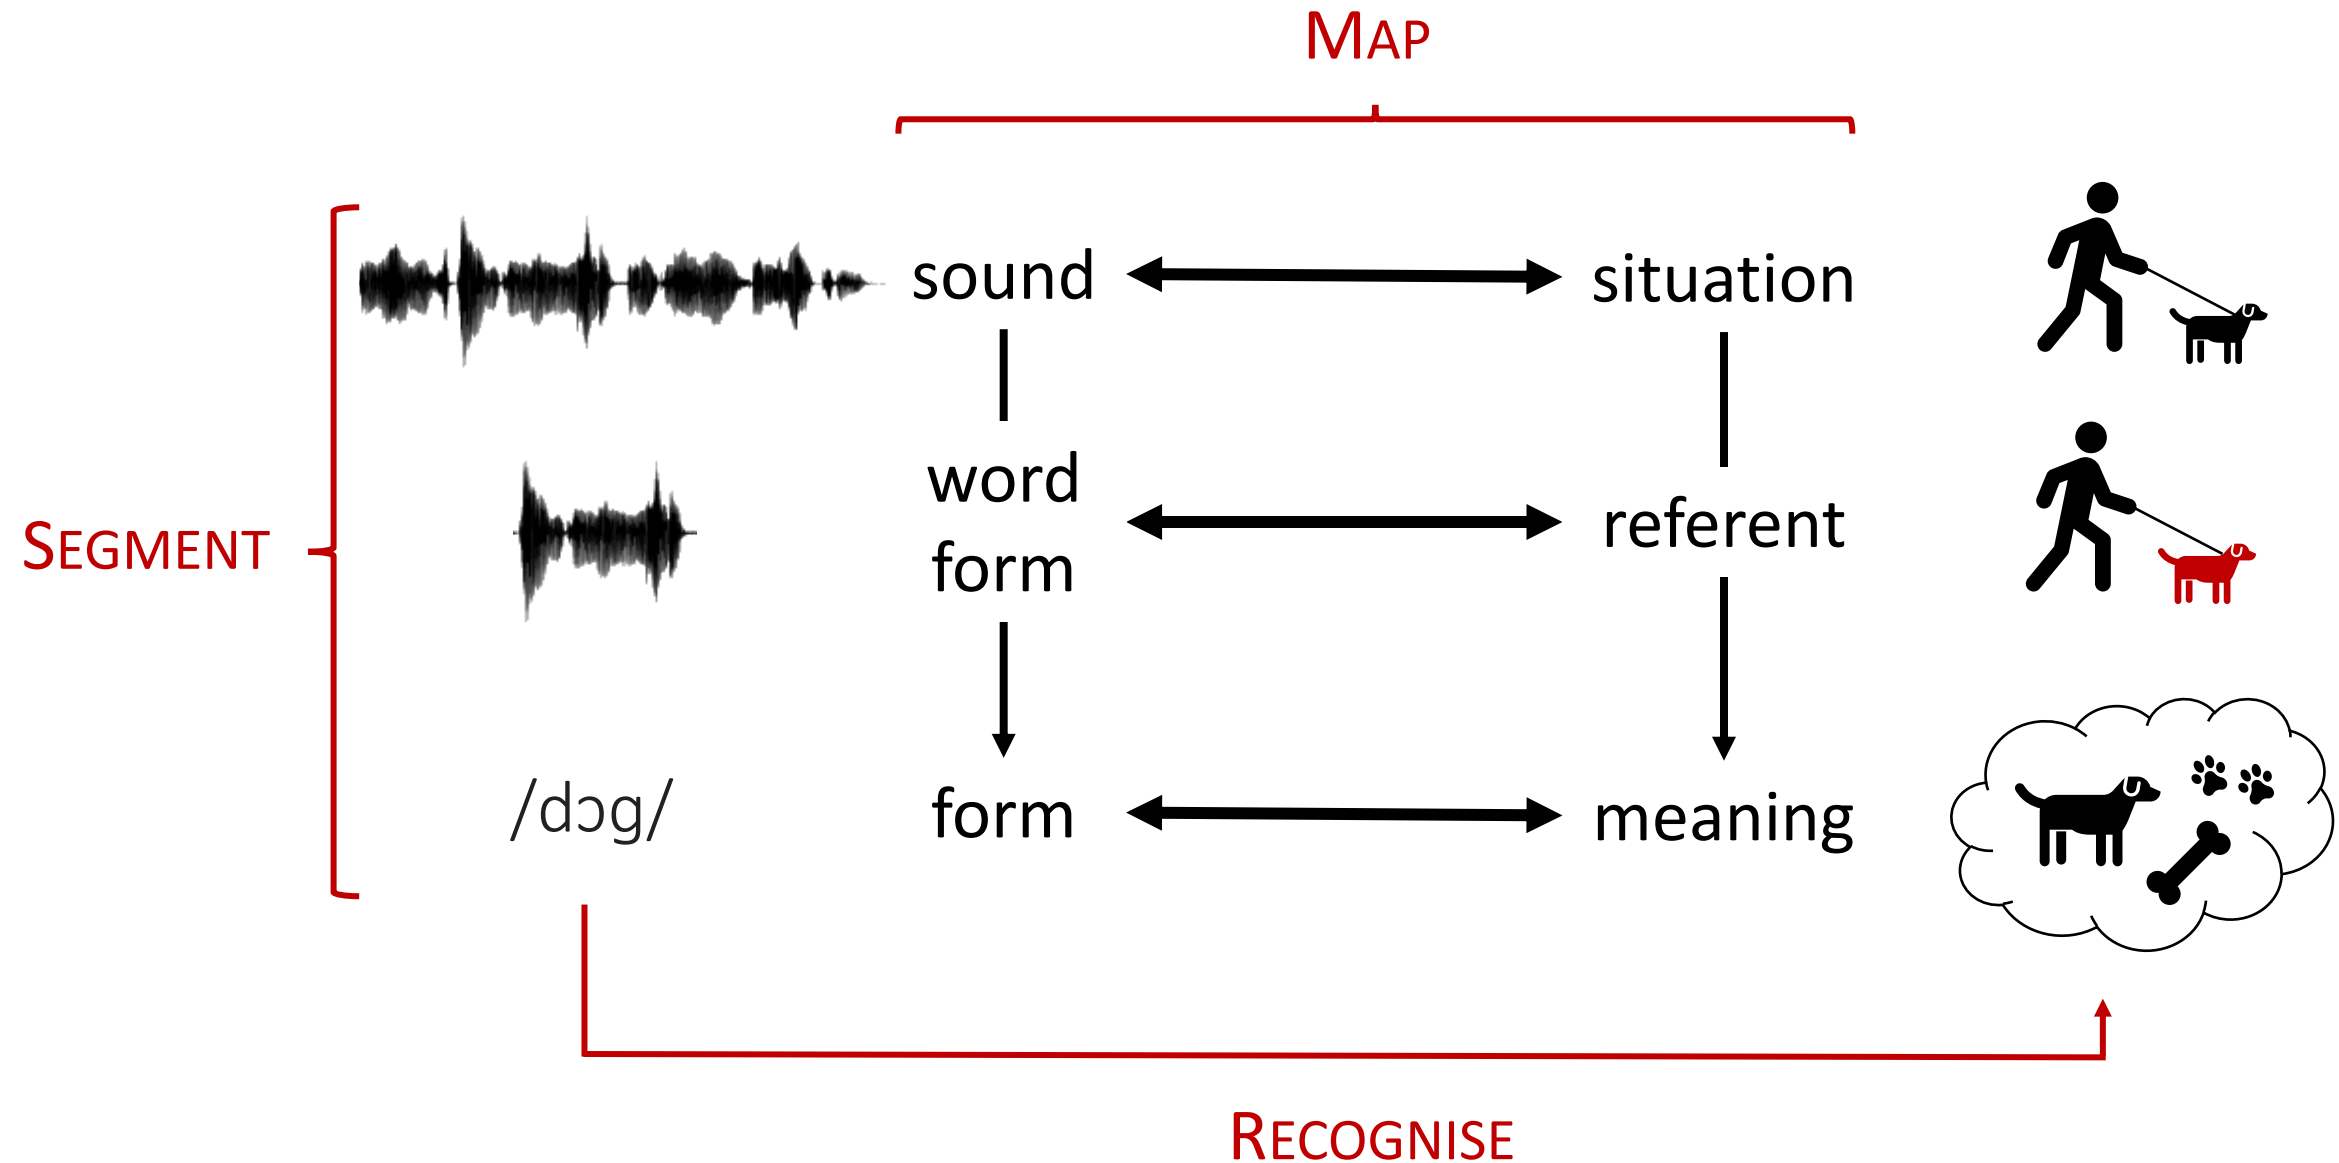 MAP
sound
situation
word
form
referent
SEGMENT
/dɔg/
form
meaning
RECOGNISE